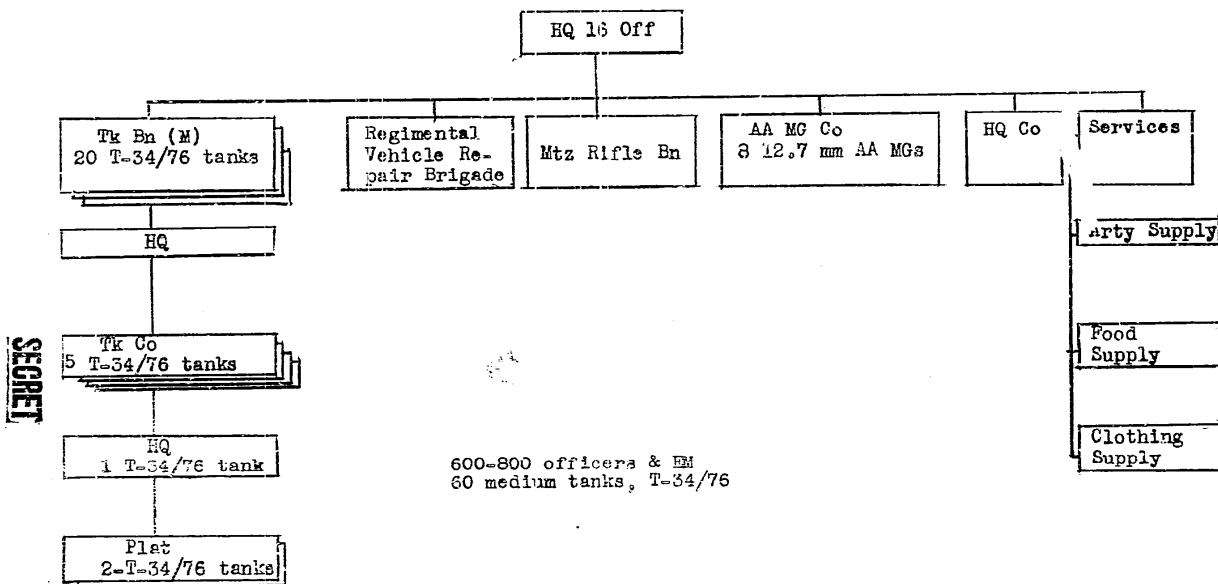 HQ 16 Off
Tk Bn (M)
20 T-34/76 tanks
Regimental
Vehicle Re-
pair Brigade
Mtz Rifle Bn
AA MG Co
8 12.7 mm AA MGs
HQ Co
Services
HQ
Arty Supply
Tk Co
5 T-34/76 tanks
Food
Supply
SECRET
HQ
1 T-34/76 tank
Clothing
Supply
600-800 officers & EM
60 medium tanks, T-34/76
Plat
2-T-34/76 tanks